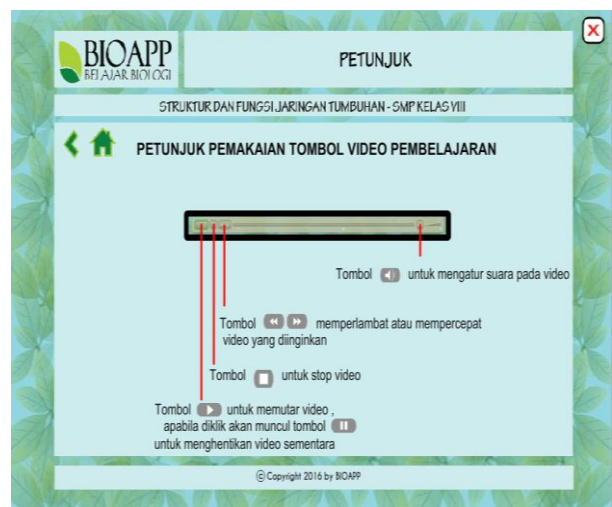 X
BIOAPP
BELAJAR BIOLOGI
PETUNJUK
STRUKTUR DAN FUNGSI JARINGAN TUMBUHAN - SMP KELAS VIII
PETUNJUK PEMAKAIAN TOMBOL VIDEO PEMBELAJARAN
Tombol untuk mengatur suara pada video
Tombol memperlambat atau mempercepat
video yang diinginkan
Tombol untuk stop video
Tombol untuk memutar video ,
apabila diklik akan muncul tombol
untuk menghentikan video sementara
© Copyright 2016 by BIOAPP